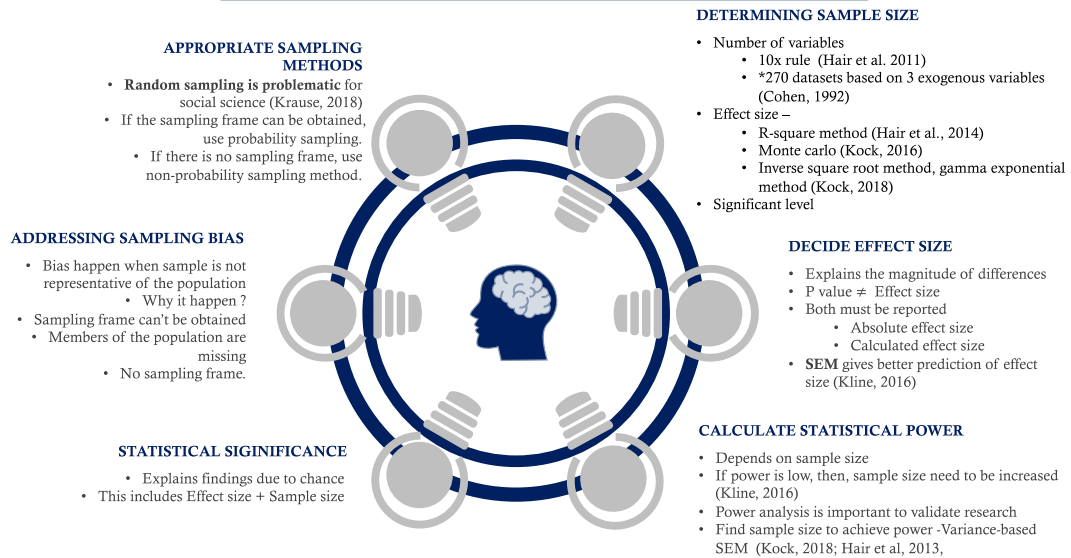 APPROPRIATE SAMPLING
METHODS
• Random sampling is problematic for
social science (Krause, 2018)
• If the sampling frame can be obtained,
use probability sampling.
• If there is no sampling frame, use
non-probability sampling method.
ADDRESSING SAMPLING BIAS
• Bias happen when sample is not
representative of the population
• Why it happen ?
• Sampling frame can't be obtained
• Members of the population are
missing
• No sampling frame.
STATISTICAL SIGINIFICANCE
• Explains findings due to chance
• This includes Effect size + Sample size
DETERMINING SAMPLE SIZE
• Number of variables
• 10x rule (Hair et al. 2011)
• *270 datasets based on 3 exogenous variables
(Cohen, 1992)
• Effect size –
• R-square method (Hair et al., 2014)
• Monte carlo (Kock, 2016)
• Inverse square root method, gamma exponential
method (Kock, 2018)
• Significant level
DECIDE EFFECT SIZE
• Explains the magnitude of differences
• P value ≠ Effect size
• Both must be reported
• Absolute effect size
• Calculated effect size
• SEM gives better prediction of effect
size (Kline, 2016)
CALCULATE STATISTICAL POWER
• Depends on sample size
• If power is low, then, sample size need to be increased
(Kline, 2016)
• Power analysis is important to validate research
• Find sample size to achieve power -Variance-based
SEM (Kock, 2018; Hair et al, 2013,